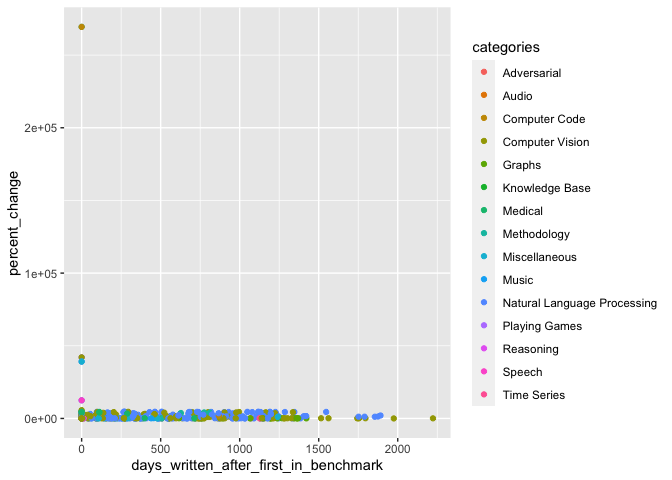 percent_change
2e+05
1e+05
0e+00
0
500
1000
1500
2000
days_written_after_first_in_benchmark
categories
Adversarial
Audio
Computer Code
Computer Vision
Graphs
Knowledge Base
Medical
Methodology
Miscellaneous
Music
Natural Language Processing
Playing Games
Reasoning
Speech
Time Series